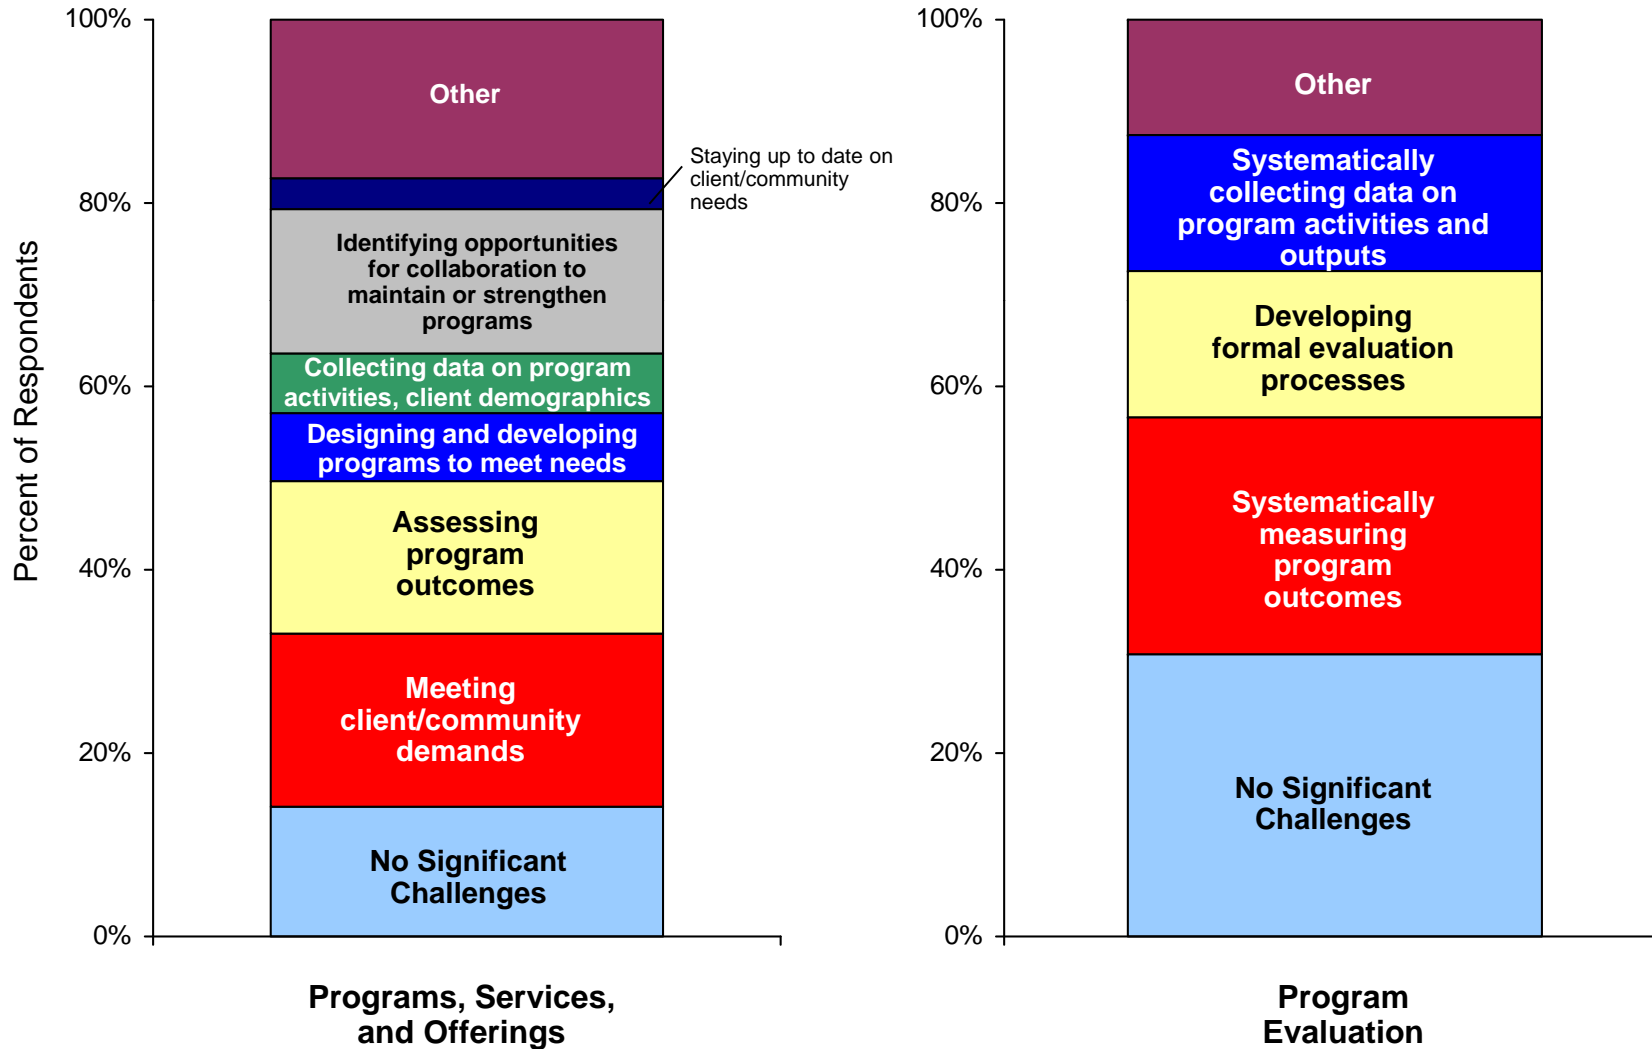 Percent of Respondents
100%
80%
60%
40%
20%
0%
Other
Staying up to date on
client/community
needs
Identifying opportunities
for collaboration to
maintain or strengthen
programs
Collecting data on program
activities, client demographics
Designing and developing
programs to meet needs
Assessing
program
outcomes
Meeting
client/community
demands
No Significant
Challenges
Programs, Services,
and Offerings
100%
80%
60%
40%
20%
0%
Other
Systematically
collecting data on
program activities and
outputs
Developing
formal evaluation
processes
Systematically
measuring
program
outcomes
No Significant
Challenges
Program
Evaluation